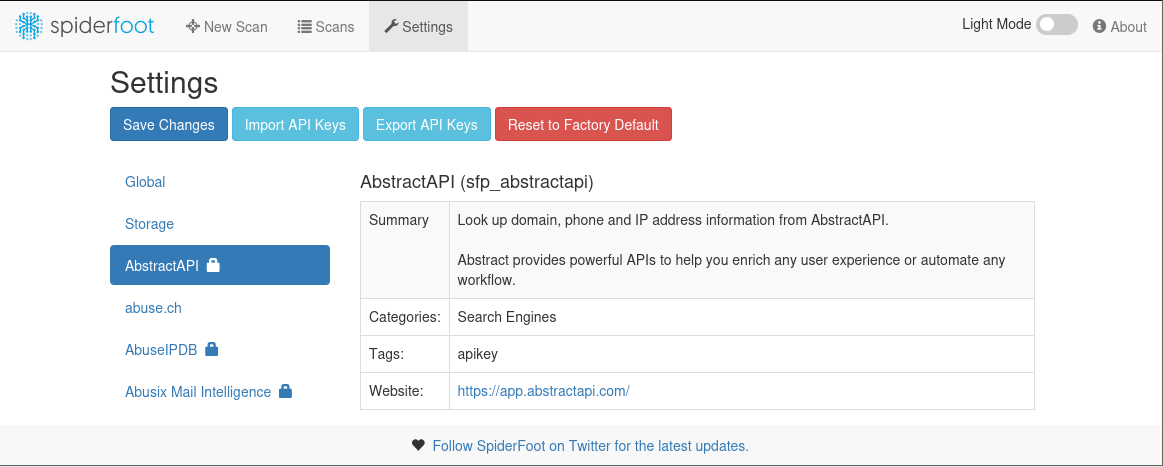 spiderfoot New Scan Scans Settings Light Mode About
Settings
Save Changes Import API Keys Export API Keys Reset to Factory Default
Global
Storage
AbstractAPI
abuse.ch
AbuseIPDB
Abusix Mail Intelligence
AbstractAPI (sfp_abstractapi)
Summary Look up domain, phone and IP address information from AbstractAPI.
Abstract provides powerful APIs to help you enrich any user experience or automate any
workflow.
Categories: Search Engines
Tags: apikey
Website: https://app.abstractapi.com/
Follow SpiderFoot on Twitter for the latest updates.